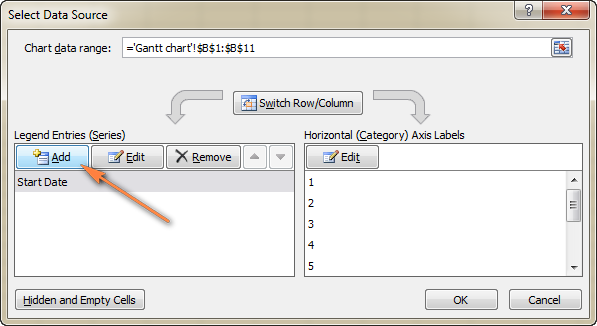 Select Data Source
Chart data range: ='Gantt chart'!$B$1:$B$11
Switch Row/Column
Legend Entries (Series)
Add Edit Remove
Start Date
Horizontal (Category) Axis Labels
Edit
1
2
3
4
5
Hidden and Empty Cells
OK Cancel